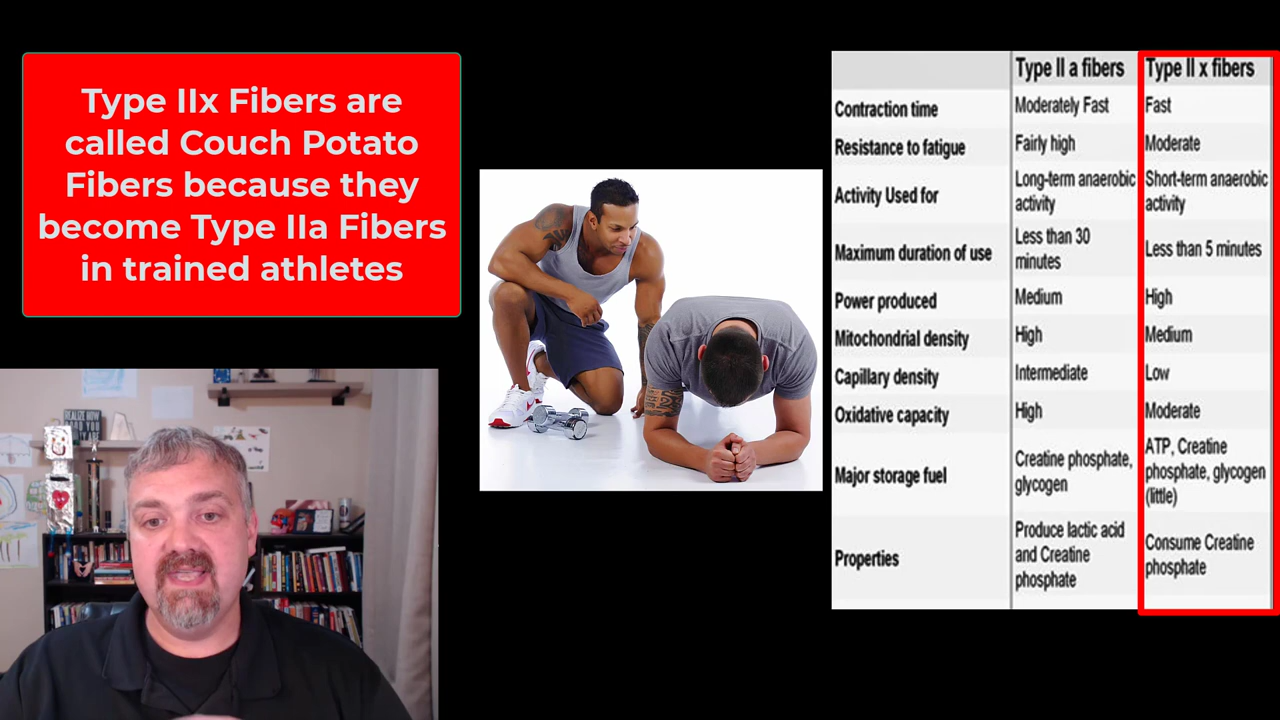 Type IIx Fibers are
called Couch Potato
Fibers because they
become Type IIa Fibers
in trained athletes
Type II a fibers
Type II x fibers
Contraction time
Moderately Fast
Fast
Resistance to fatigue
Fairly high
Moderate
Activity Used for
Long-term anaerobic
activity
Short-term anaerobic
activity
Maximum duration of use
Less than 30
minutes
Less than 5 minutes
Power produced
Medium
High
Mitochondrial density
High
Medium
Capillary density
Intermediate
Low
Oxidative capacity
High
Moderate
Major storage fuel
Creatine phosphate,
glycogen
ATP, Creatine
phosphate, glycogen
(little)
Properties
Produce lactic acid
and Creatine
phosphate
Consume Creatine
phosphate